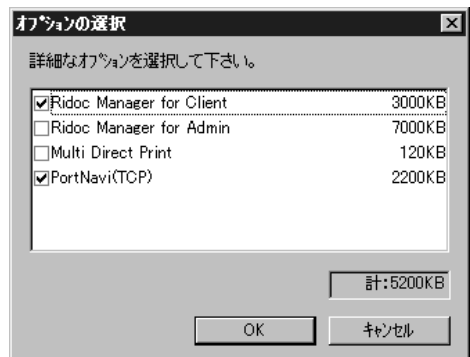 ｵﾌﾟｼｮﾝの選択
詳細なｵﾌﾟｼｮﾝを選択して下さい。
Ridoc Manager for Client 3000KB
Ridoc Manager for Admin 7000KB
Multi Direct Print 120KB
PortNavi(TCP) 2200KB
計:5200KB
OK ｷｬﾝｾﾙ